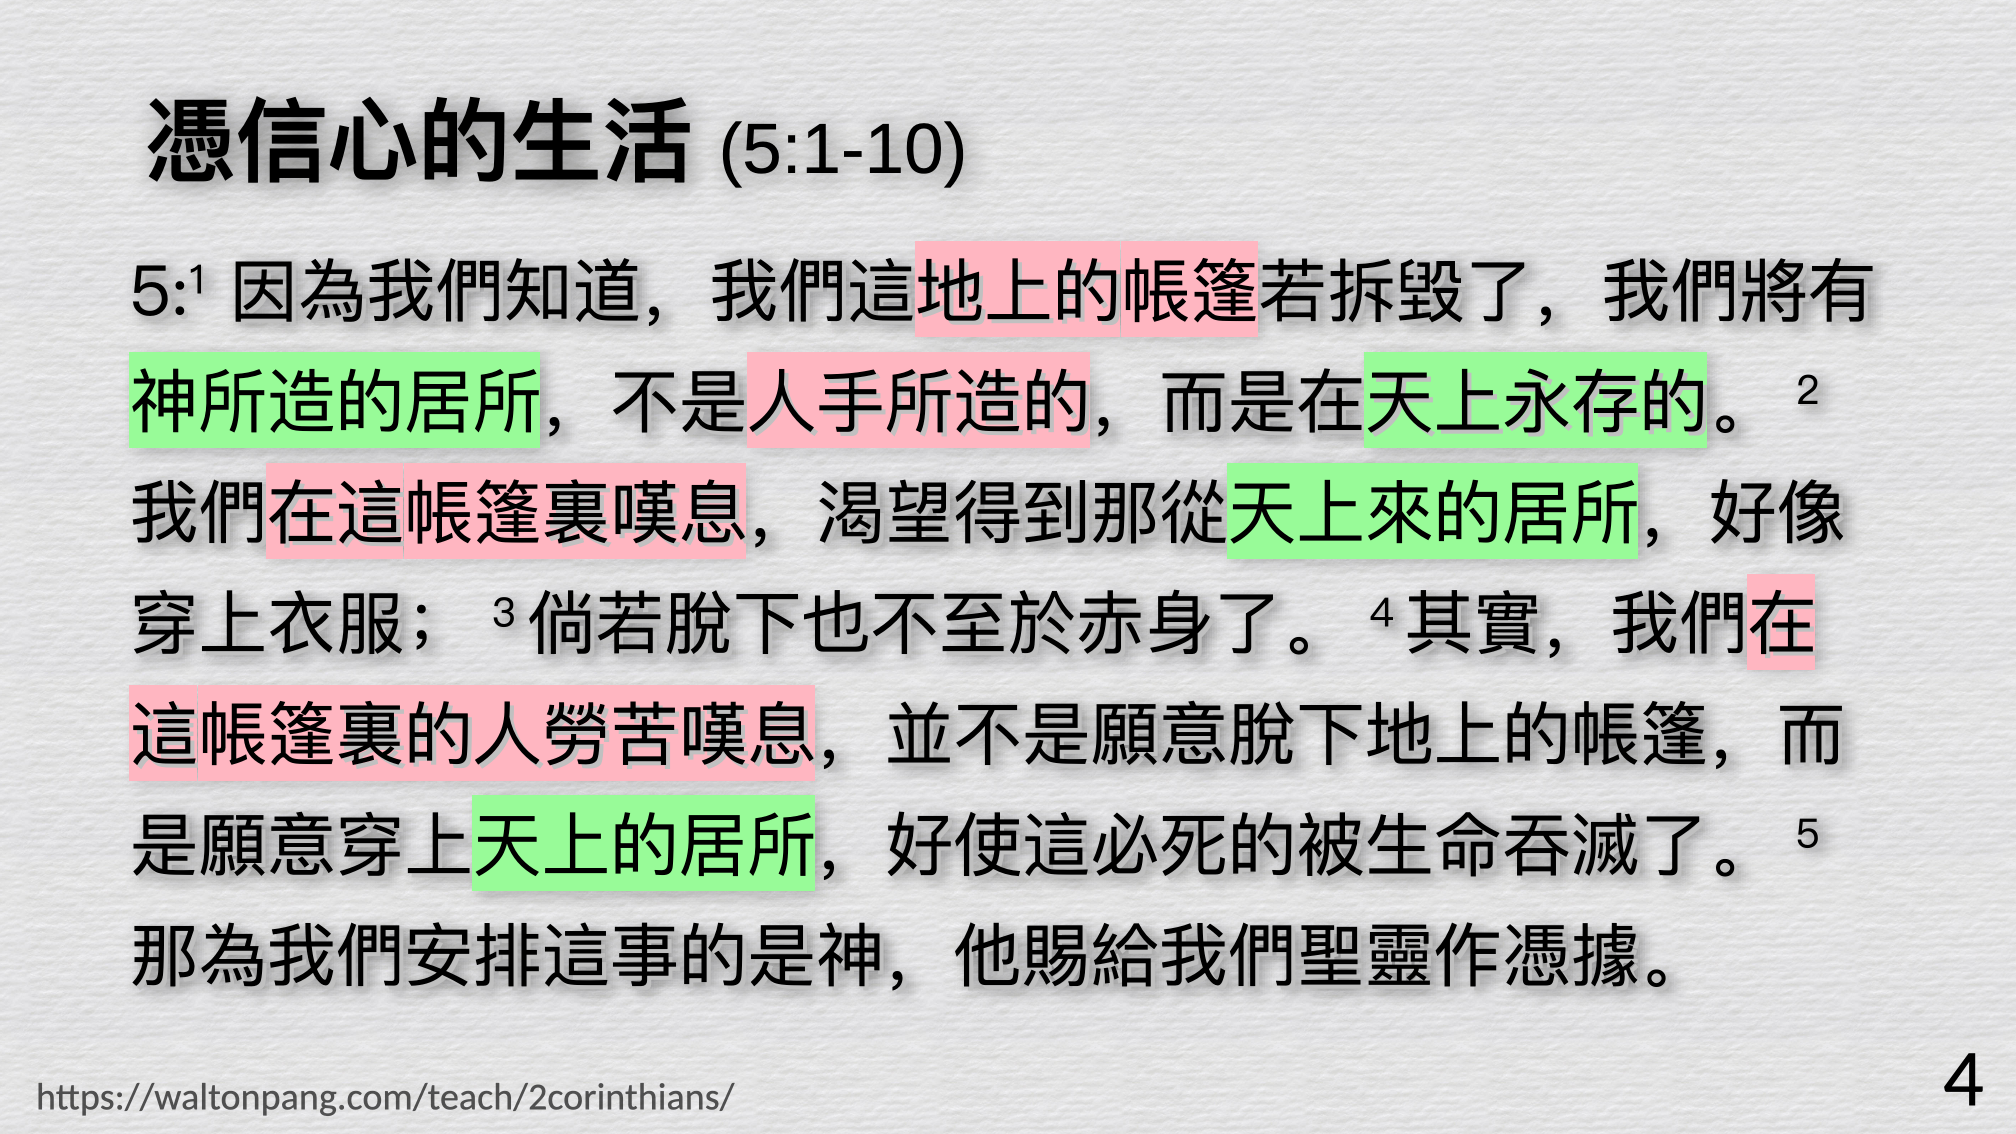 憑信心的生活 (5:1-10)
5:1 因為我們知道，我們這地上的帳篷若拆毀了，我們將有
神所造的居所，不是人手所造的，而是在天上永存的。 2
我們在這帳篷裏嘆息，渴望得到那從天上來的居所，好像
穿上衣服； 3 倘若脫下也不至於赤身了。 4 其實，我們在
這帳篷裏的人勞苦嘆息，並不是願意脫下地上的帳篷，而
是願意穿上天上的居所，好使這必死的被生命吞滅了。 5
那為我們安排這事的是神，他賜給我們聖靈作憑據。
https://waltonpang.com/teach/2corinthians/
4